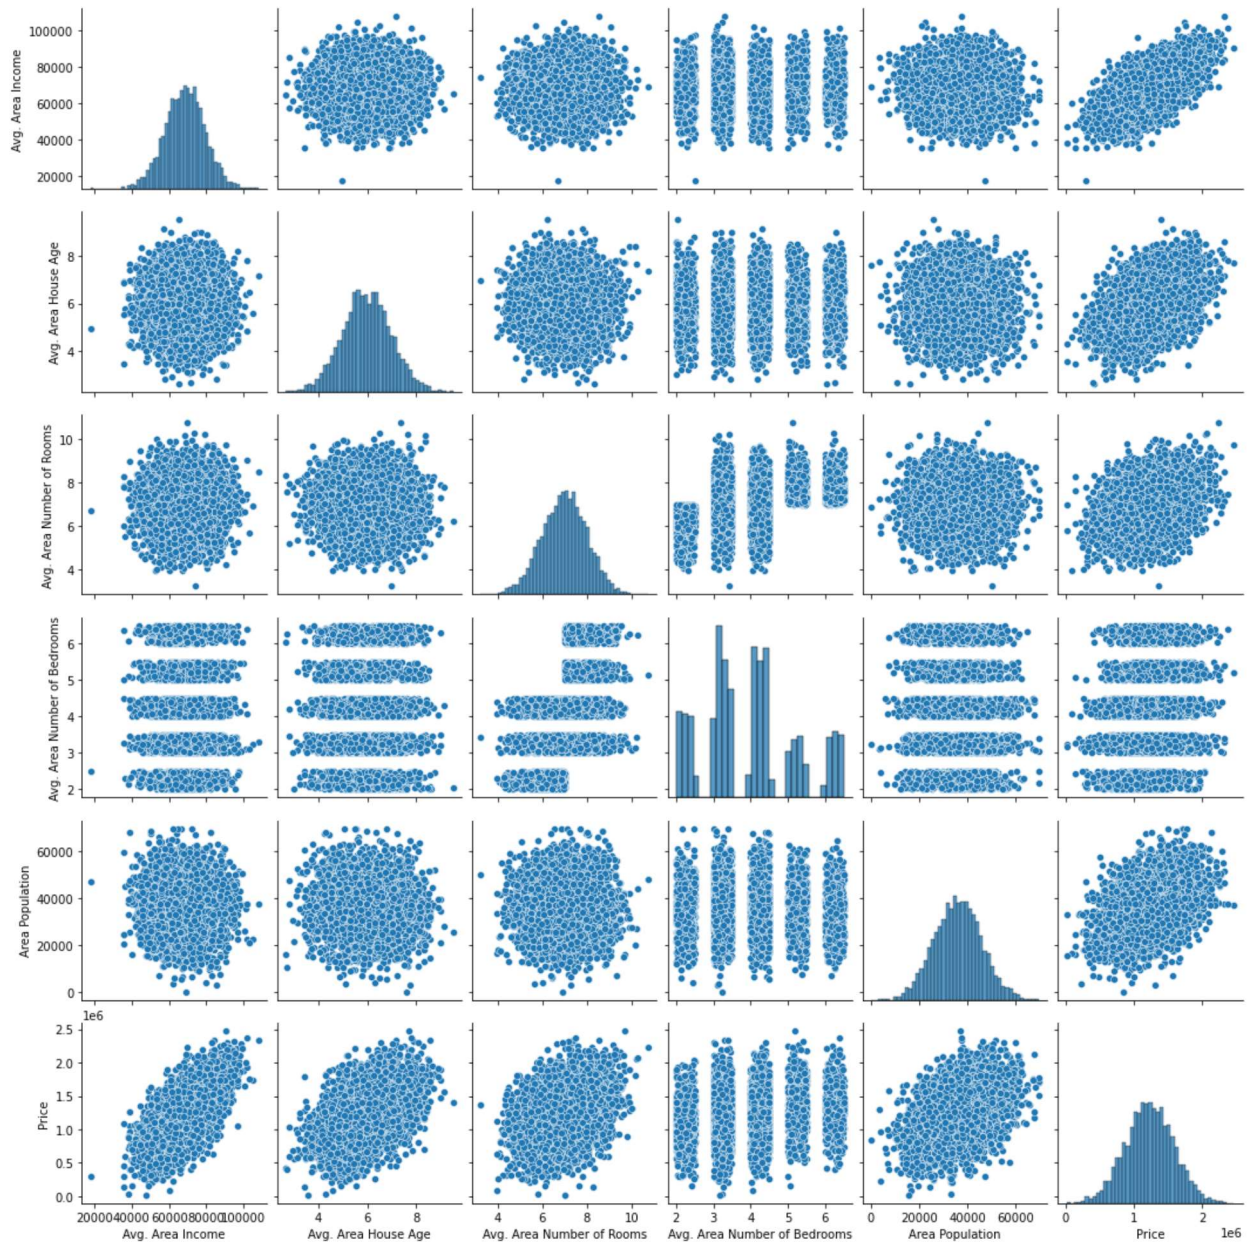 Avg. Area Income
100000
80000
60000
40000
20000
Avg. Area House Age
8
6
4
Avg. Area Number of Rooms
10
8
6
4
Avg. Area Number of Bedrooms
6
5
4
3
2
Area Population
60000
40000
20000
0
1e6
Price
2.5
2.0
1.5
1.0
0.5
0.0
20000 40000 60000 80000 100000
Avg. Area Income
4 6 8
Avg. Area House Age
4 6 8 10
Avg. Area Number of Rooms
2 3 4 5 6
Avg. Area Number of Bedrooms
0 20000 40000 60000
Area Population
0 1 2
Price
1e6